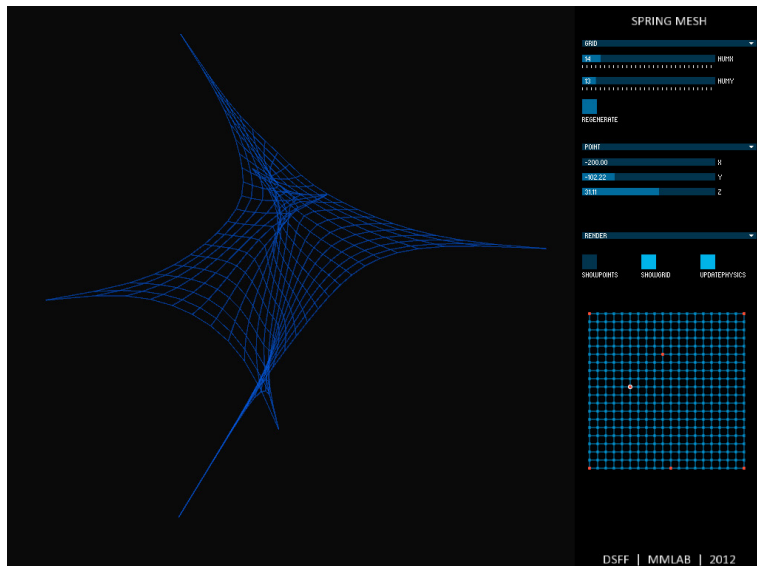 SPRING MESH
GRID
14 NUMX
13 NUMY
REGENERATE
POINT
-200.00 X
-102.22 Y
31.11 Z
RENDER
SHOWPOINTS SHOWGRID UPDATEPHYSICS
DSFF | MMLAB | 2012